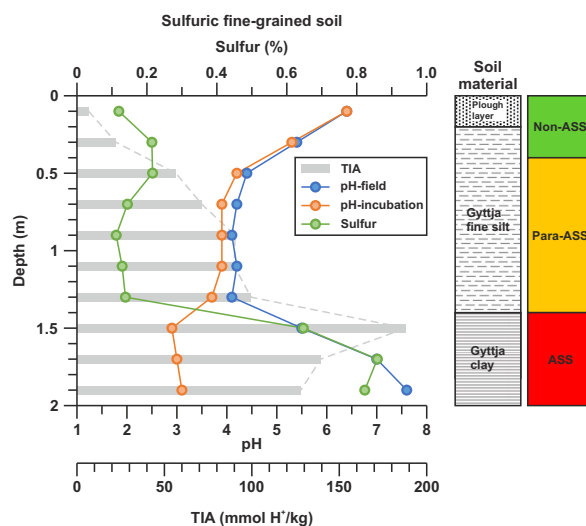 Sulfuric fine-grained soil
Sulfur (%)
0 0.2 0.4 0.6 0.8 1.0
Soil
material
0
0.5
1
1.5
2
Depth (m)
TIA
pH-field
pH-incubation
Sulfur
Plough
layer
Gyttja
fine silt
Gyttja
clay
Non-ASS
Para-ASS
ASS
1 2 3 4 5 6 7 8
pH
0 50 100 150 200
TIA (mmol H⁺/kg)